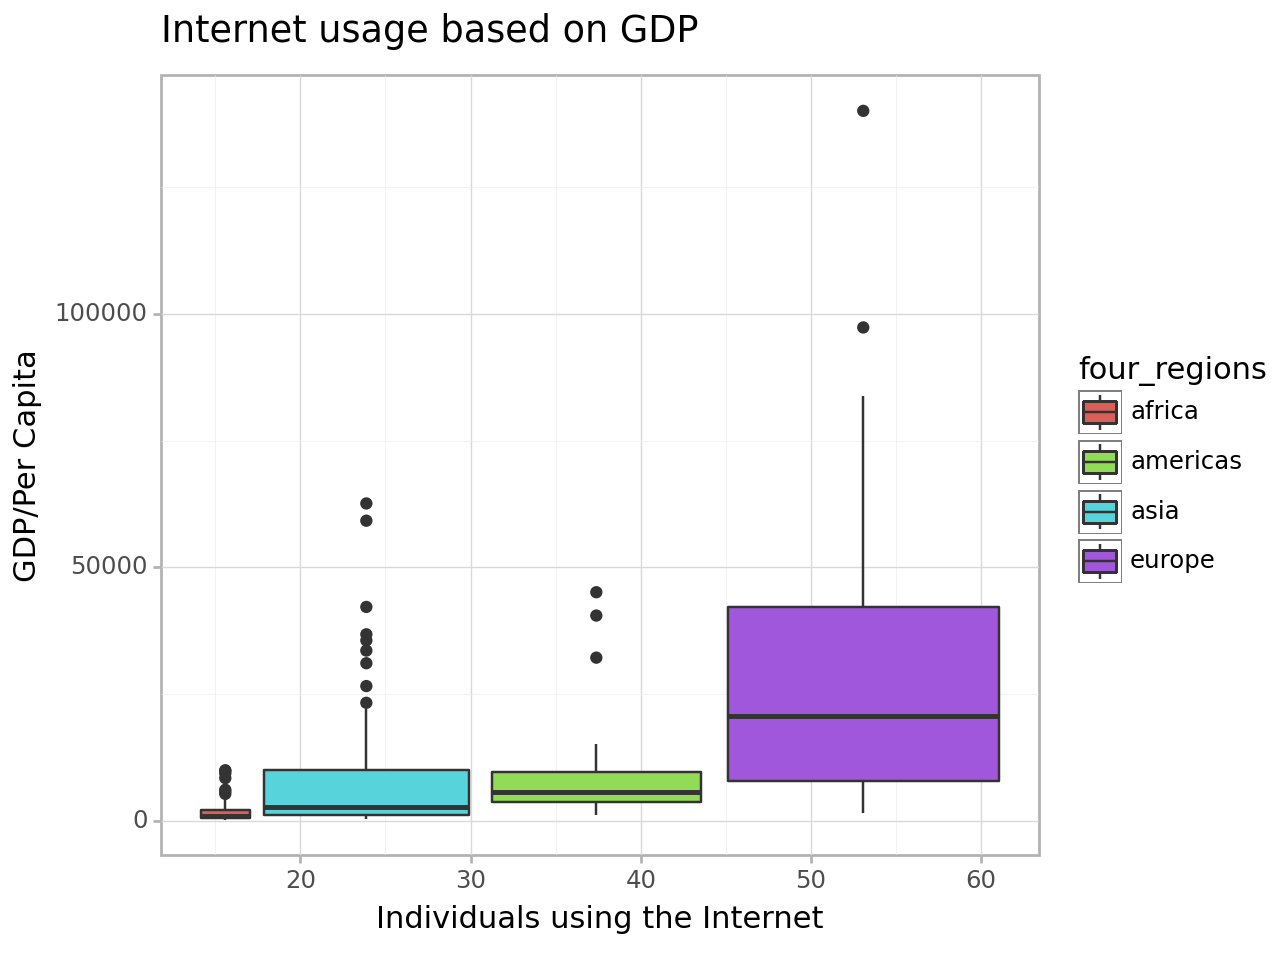 Internet usage based on GDP
100000
50000
0
GDP/Per Capita
20 30 40 50 60
Individuals using the Internet
four_regions
africa
americas
asia
europe